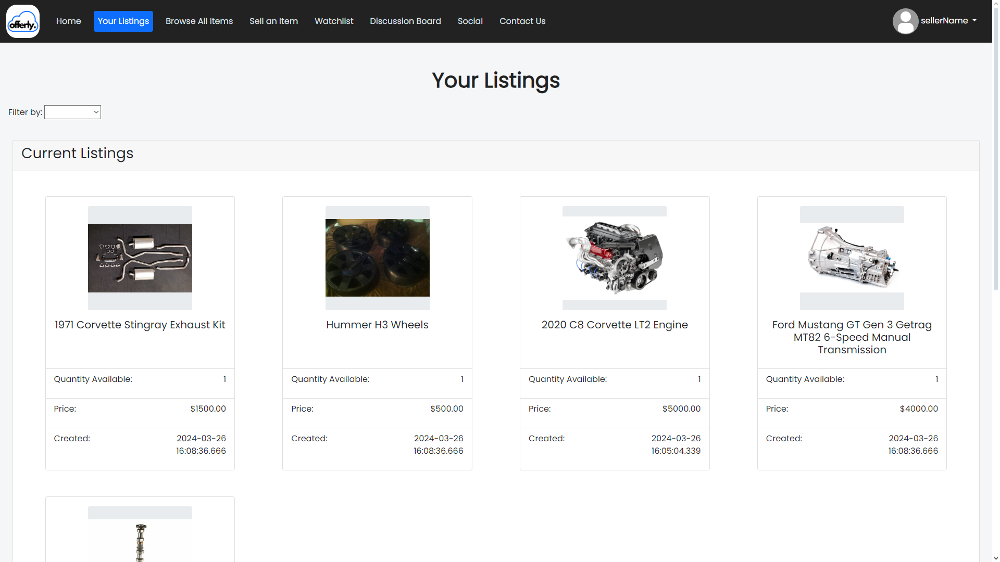 offerly.
Home
Your Listings
Browse All Items
Sell an Item
Watchlist
Discussion Board
Social
Contact Us
sellerName
Your Listings
Filter by:
Current Listings
1971 Corvette Stingray Exhaust Kit
Quantity Available: 1
Price: $1500.00
Created: 2024-03-26
16:08:36.666
Hummer H3 Wheels
Quantity Available: 1
Price: $500.00
Created: 2024-03-26
16:08:36.666
2020 C8 Corvette LT2 Engine
Quantity Available: 1
Price: $5000.00
Created: 2024-03-26
16:05:04.339
Ford Mustang GT Gen 3 Getrag
MT82 6-Speed Manual
Transmission
Quantity Available: 1
Price: $4000.00
Created: 2024-03-26
16:08:36.666